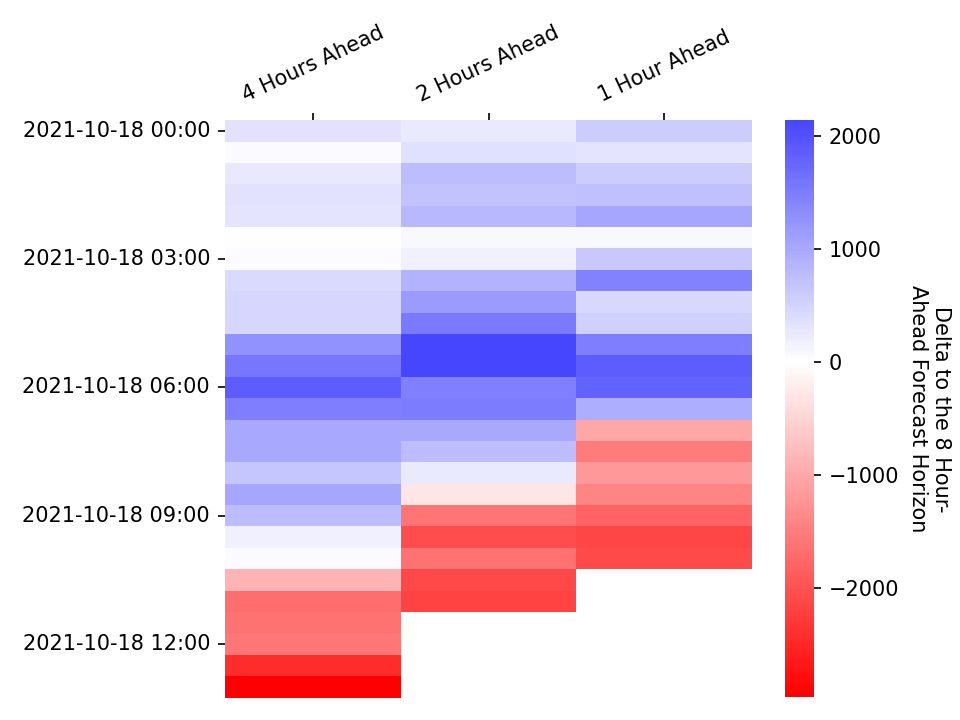 4 Hours Ahead
2 Hours Ahead
1 Hour Ahead
2021-10-18 00:00
2021-10-18 03:00
2021-10-18 06:00
2021-10-18 09:00
2021-10-18 12:00
2000
1000
0
−1000
−2000
Delta to the 8 Hour-
Ahead Forecast Horizon